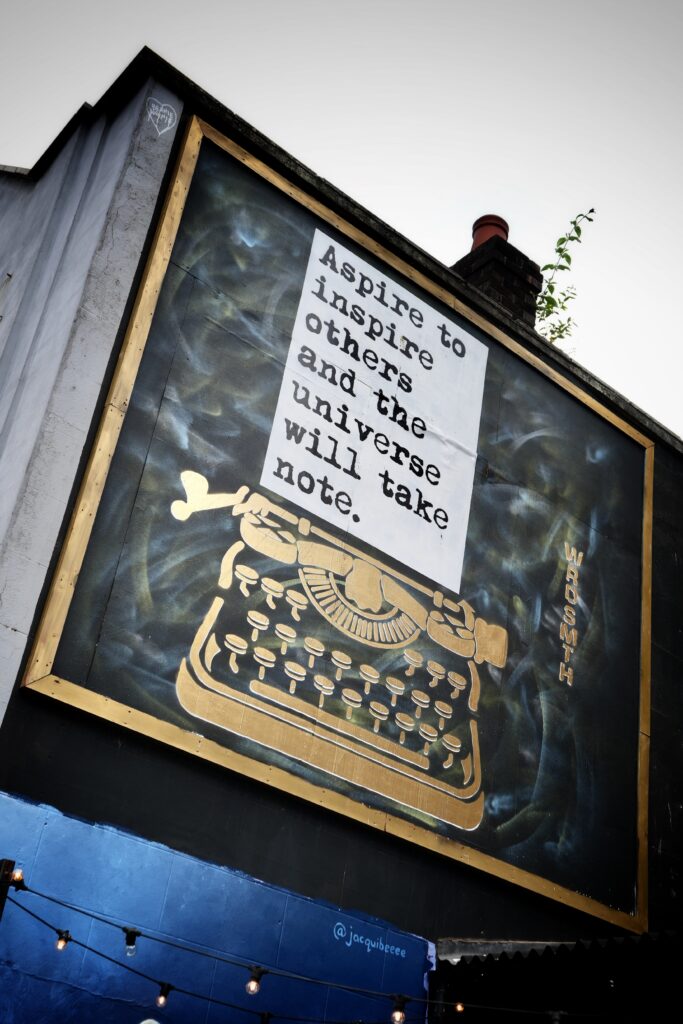 Aspire to
inspire
others
and the
universe
will take
note.
WRDSMTH
@jacquibeeee